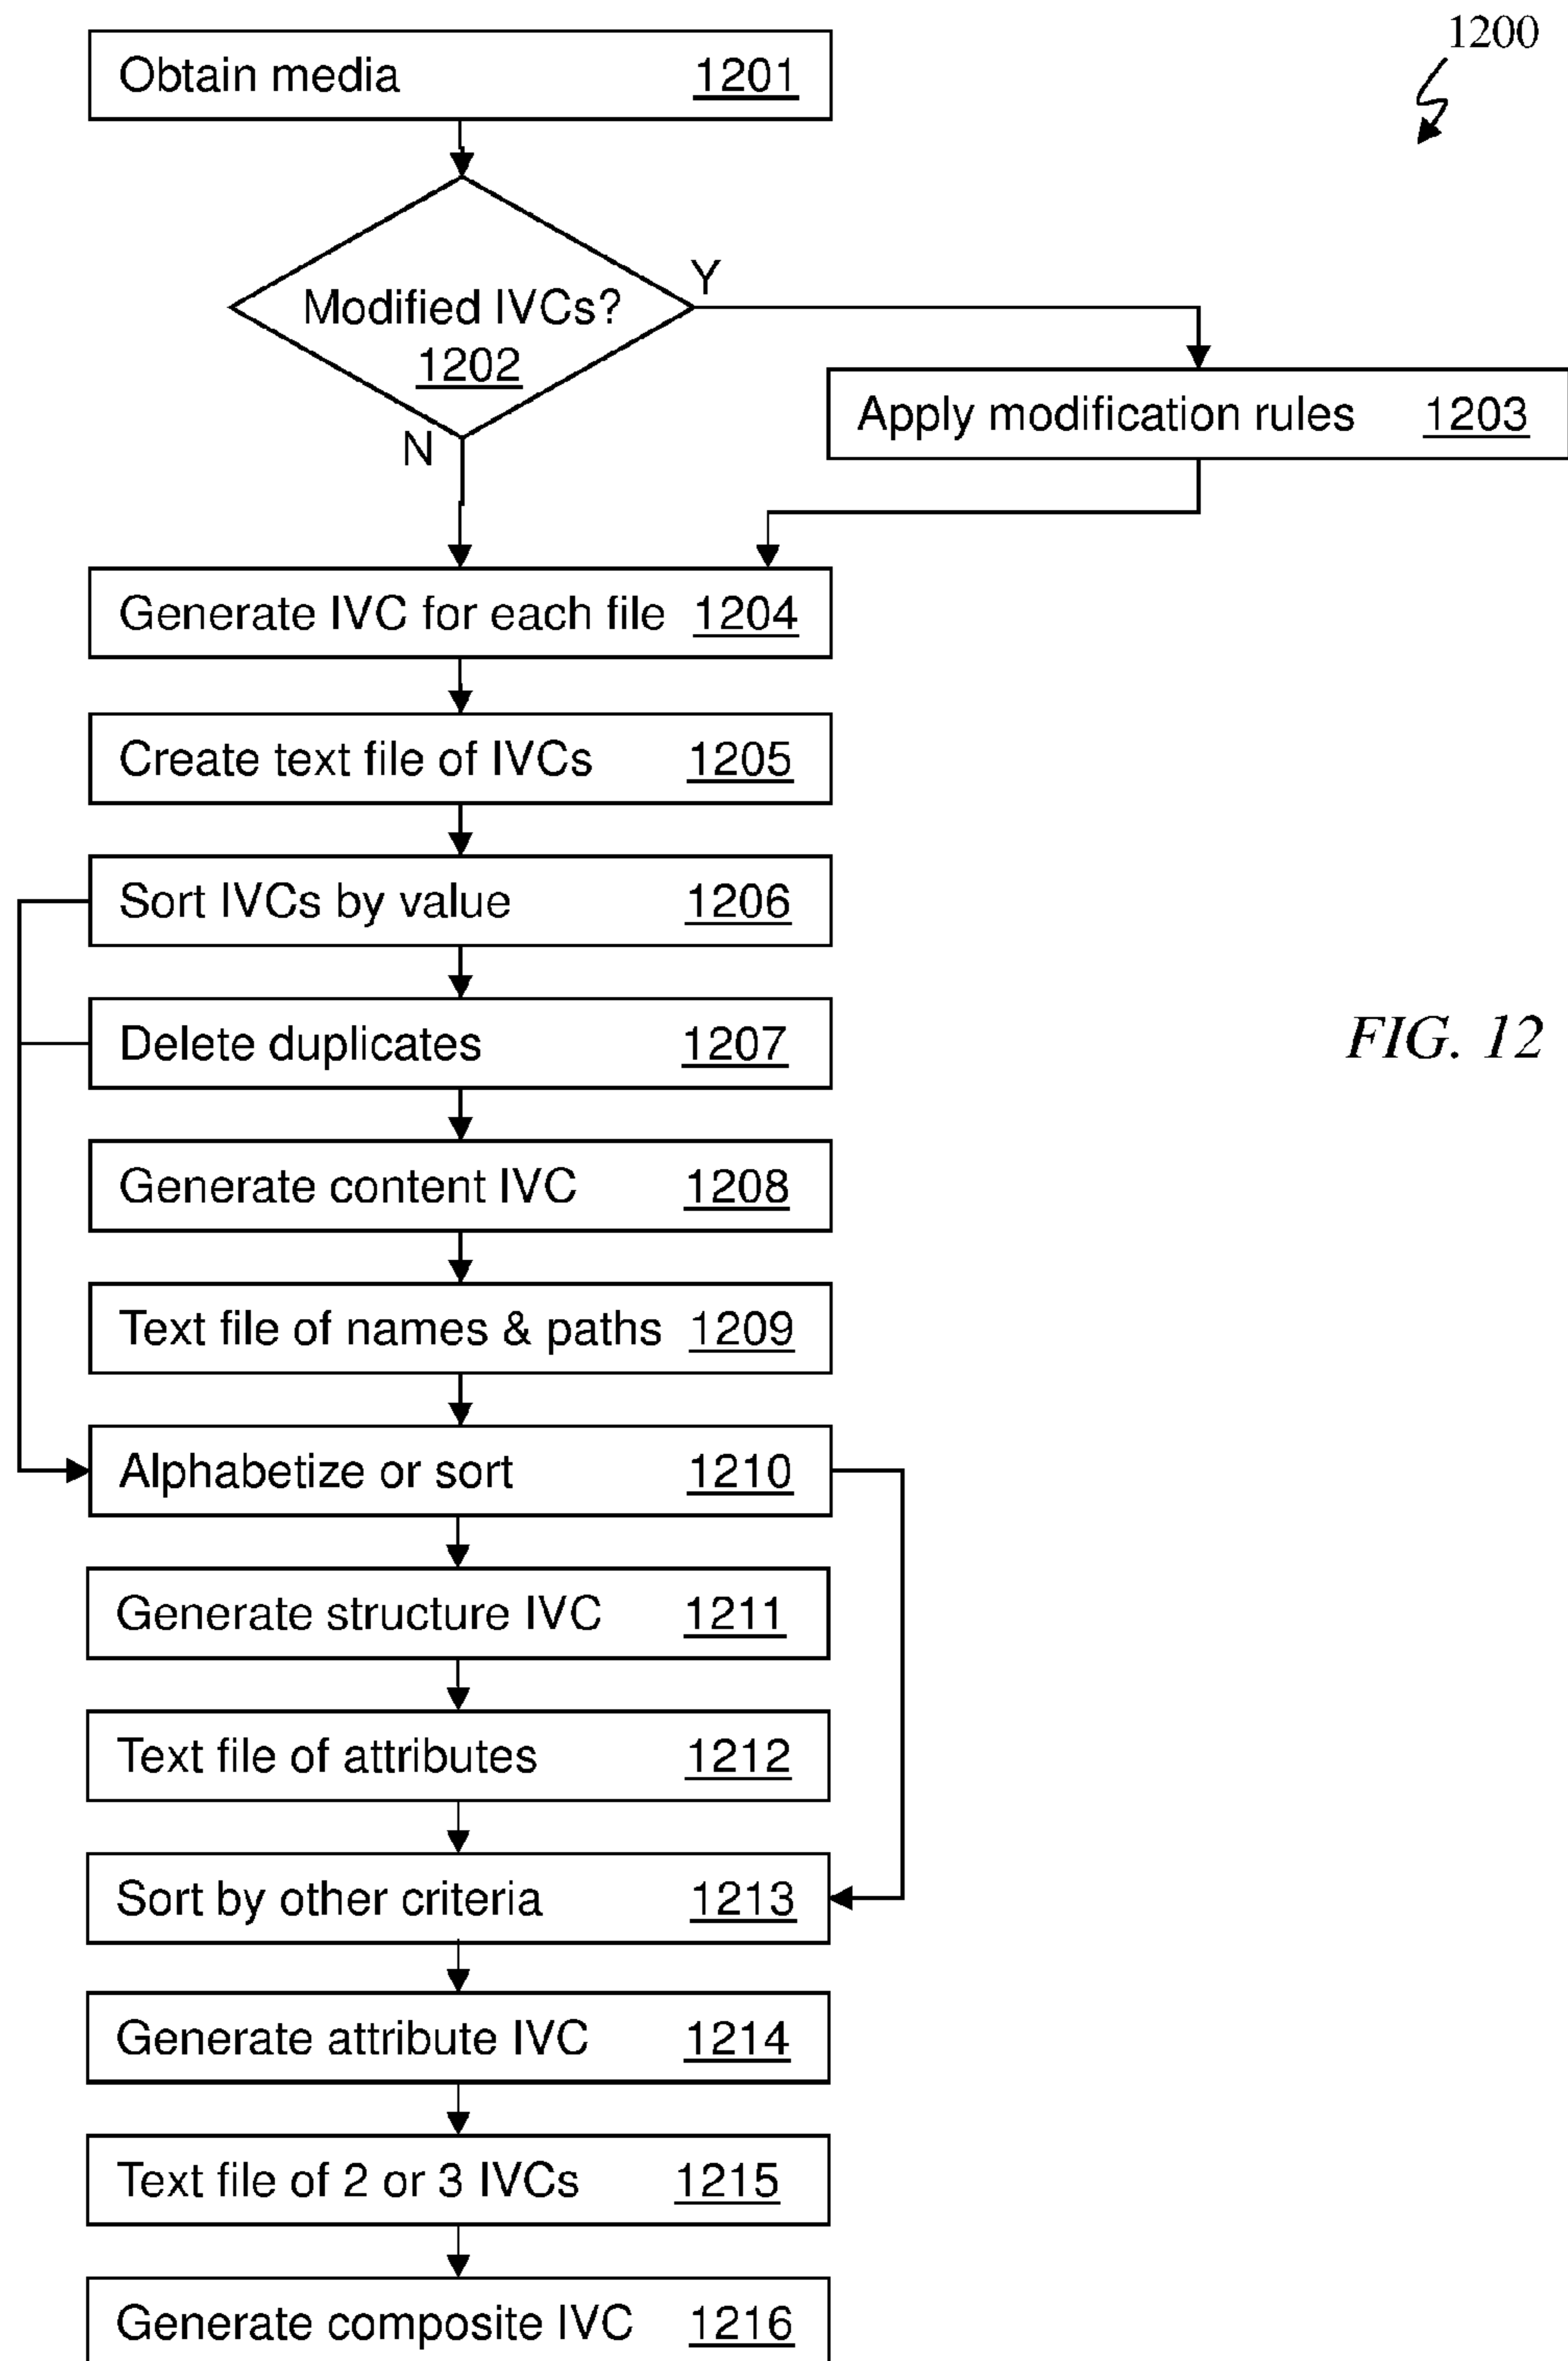 1200
Obtain media 1201
Y
Modified IVCs?
1202
Apply modification rules 1203
N
Generate IVC for each file 1204
Create text file of IVCs 1205
Sort IVCs by value 1206
Delete duplicates 1207
FIG. 12
Generate content IVC 1208
Text file of names & paths 1209
Alphabetize or sort 1210
Generate structure IVC 1211
Text file of attributes 1212
Sort by other criteria 1213
Generate attribute IVC 1214
Text file of 2 or 3 IVCs 1215
Generate composite IVC 1216